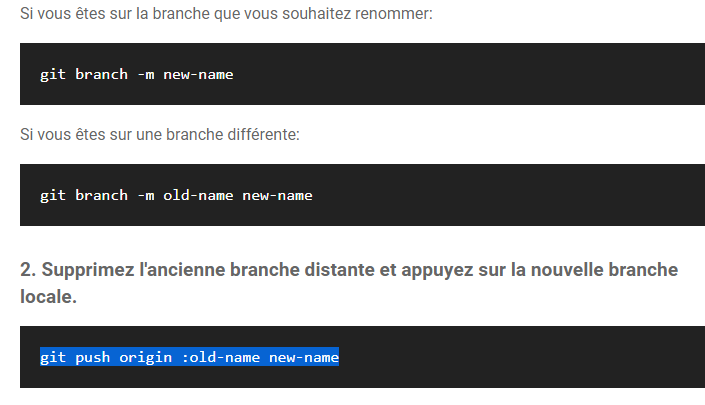 Si vous êtes sur la branche que vous souhaitez renommer:
git branch -m new-name
Si vous êtes sur une branche différente:
git branch -m old-name new-name
2. Supprimez l'ancienne branche distante et appuyez sur la nouvelle branche
locale.
git push origin :old-name new-name